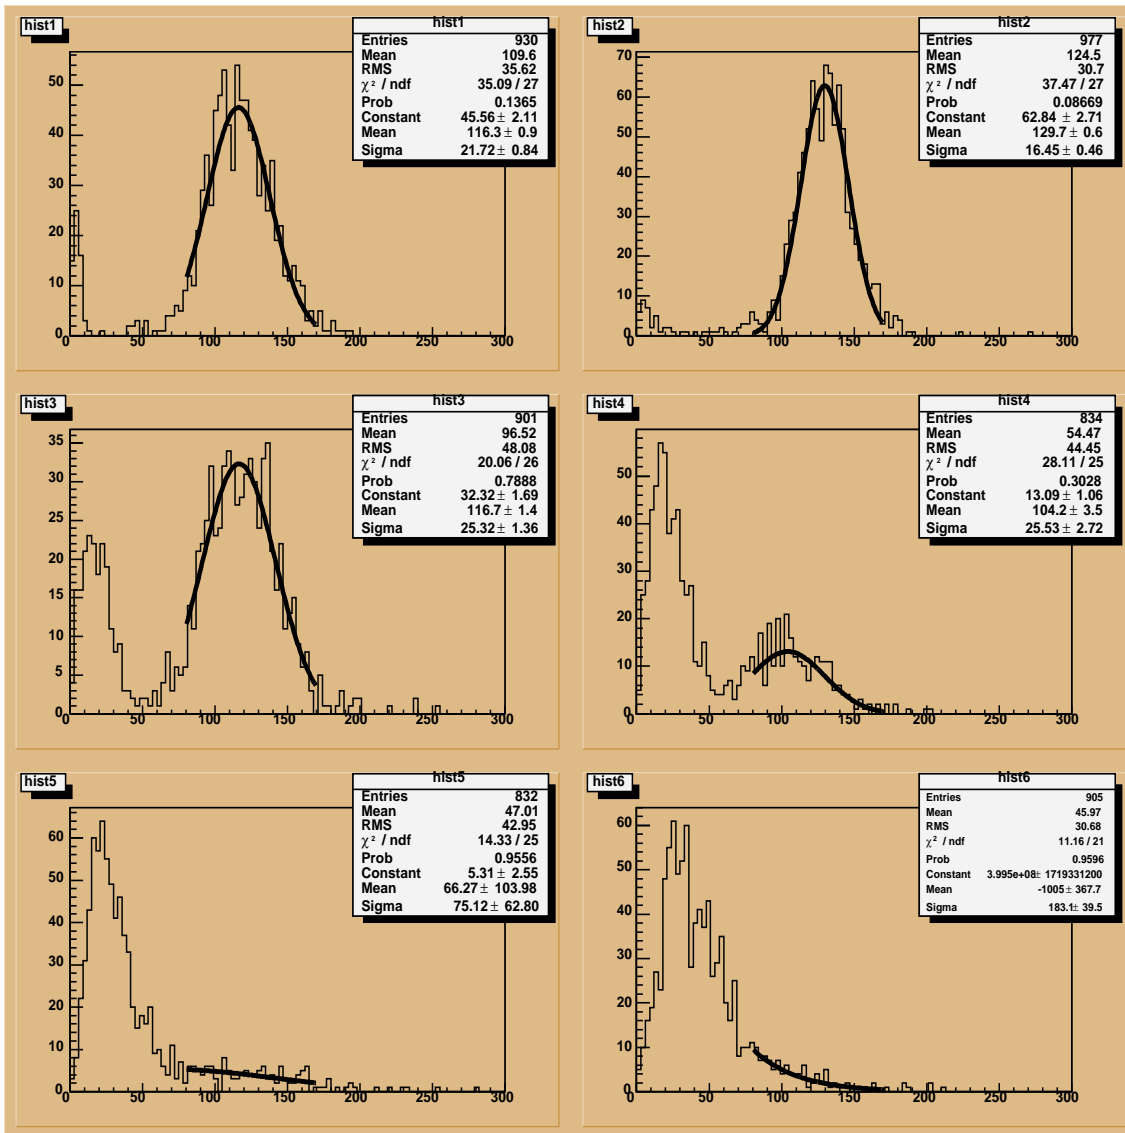 hist1
hist1
Entries 930
Mean 109.6
RMS 35.62
χ² / ndf 35.09 / 27
Prob 0.1365
Constant 45.56 ± 2.11
Mean 116.3 ± 0.9
Sigma 21.72 ± 0.84
50
40
30
20
10
0
0 50 100 150 200 250 300
hist2
hist2
Entries 977
Mean 124.5
RMS 30.7
χ² / ndf 37.47 / 27
Prob 0.08669
Constant 62.84 ± 2.71
Mean 129.7 ± 0.6
Sigma 16.45 ± 0.46
70
60
50
40
30
20
10
0
0 50 100 150 200 250 300
hist3
hist3
Entries 901
Mean 96.52
RMS 48.08
χ² / ndf 20.06 / 26
Prob 0.7888
Constant 32.32 ± 1.69
Mean 116.7 ± 1.4
Sigma 25.32 ± 1.36
35
30
25
20
15
10
5
0
0 50 100 150 200 250 300
hist4
hist4
Entries 834
Mean 54.47
RMS 44.45
χ² / ndf 28.11 / 25
Prob 0.3028
Constant 13.09 ± 1.06
Mean 104.2 ± 3.5
Sigma 25.53 ± 2.72
50
40
30
20
10
0
0 50 100 150 200 250 300
hist5
hist5
Entries 832
Mean 47.01
RMS 42.95
χ² / ndf 14.33 / 25
Prob 0.9556
Constant 5.31 ± 2.55
Mean 66.27 ± 103.98
Sigma 75.12 ± 62.80
60
50
40
30
20
10
0
0 50 100 150 200 250 300
hist6
hist6
Entries 905
Mean 45.97
RMS 30.68
χ² / ndf 11.16 / 21
Prob 0.9596
Constant 3.995e+08 ± 1719331200
Mean -1005 ± 367.7
Sigma 183.1 ± 39.5
60
50
40
30
20
10
0
0 50 100 150 200 250 300